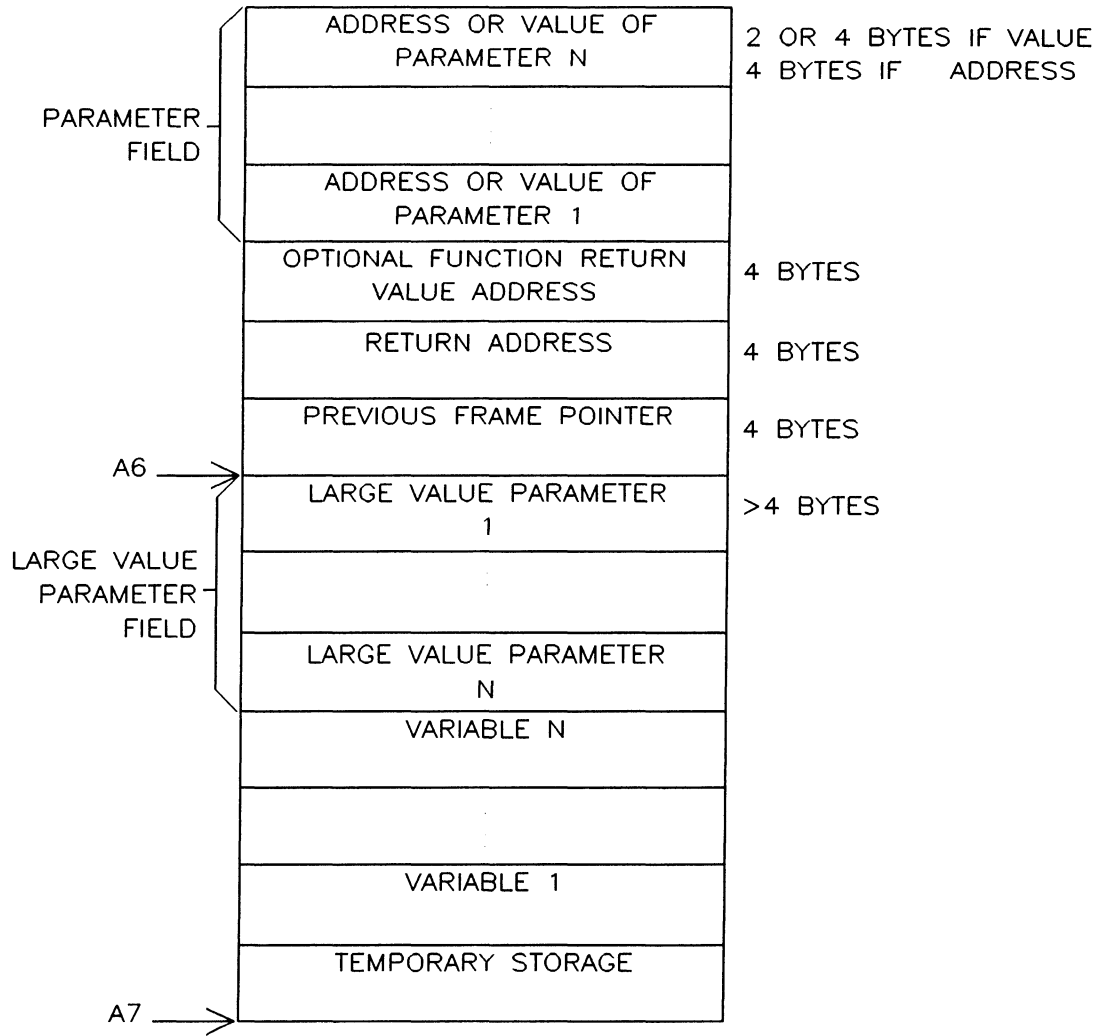 ADDRESS OR VALUE OF
PARAMETER N
2 OR 4 BYTES IF VALUE
4 BYTES IF ADDRESS
PARAMETER
FIELD
ADDRESS OR VALUE OF
PARAMETER 1
OPTIONAL FUNCTION RETURN
VALUE ADDRESS
4 BYTES
RETURN ADDRESS
4 BYTES
PREVIOUS FRAME POINTER
4 BYTES
A6
LARGE VALUE PARAMETER
1
>4 BYTES
LARGE VALUE
PARAMETER
FIELD
LARGE VALUE PARAMETER
N
VARIABLE N
VARIABLE 1
TEMPORARY STORAGE
A7